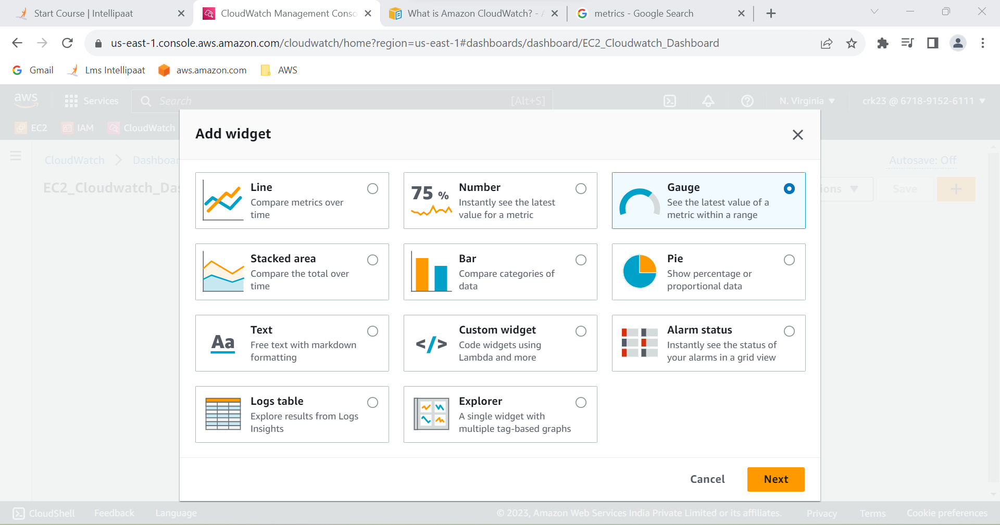 Start Course | Intellipaat
CloudWatch Management Conso
What is Amazon CloudWatch? - A
metrics - Google Search
us-east-1.console.aws.amazon.com/cloudwatch/home?region=us-east-1#dashboards/dashboard/EC2_Cloudwatch_Dashboard
Gmail
Lms Intellipaat
aws.amazon.com
AWS
aws
Services
Search
[Alt+S]
N. Virginia
crk23 @ 6718-9152-6111
EC2
IAM
CloudWatch
CloudWatch
Dashboar
Autosave: Off
EC2_Cloudwatch_Das
ions
Save
Add widget
Line
Compare metrics over
time
75 %
Number
Instantly see the latest
value for a metric
Gauge
See the latest value of a
metric within a range
Stacked area
Compare the total over
time
Bar
Compare categories of
data
Pie
Show percentage or
proportional data
Aa
Text
Free text with markdown
formatting
</>
Custom widget
Code widgets using
Lambda and more
Alarm status
Instantly see the status of
your alarms in a grid view
Logs table
Explore results from Logs
Insights
Explorer
A single widget with
multiple tag-based graphs
Cancel
Next
CloudShell
Feedback
Language
© 2023, Amazon Web Services India Private Limited or its affiliates.
Privacy
Terms
Cookie preferences